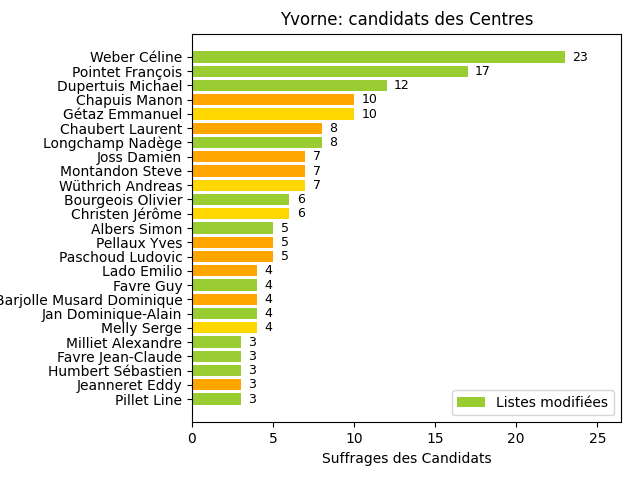 Yvorne: candidats des Centres
Weber Céline 23
Pointet François 17
Dupertuis Michael 12
Chapuis Manon 10
Gétaz Emmanuel 10
Chaubert Laurent 8
Longchamp Nadège 8
Joss Damien 7
Montandon Steve 7
Wüthrich Andreas 7
Bourgeois Olivier 6
Christen Jérôme 6
Albers Simon 5
Pellaux Yves 5
Paschoud Ludovic 5
Lado Emilio 4
Favre Guy 4
Barjolle Musard Dominique 4
Jan Dominique-Alain 4
Melly Serge 4
Milliet Alexandre 3
Favre Jean-Claude 3
Humbert Sébastien 3
Jeanneret Eddy 3
Pillet Line 3
Listes modifiées
0 5 10 15 20 25
Suffrages des Candidats